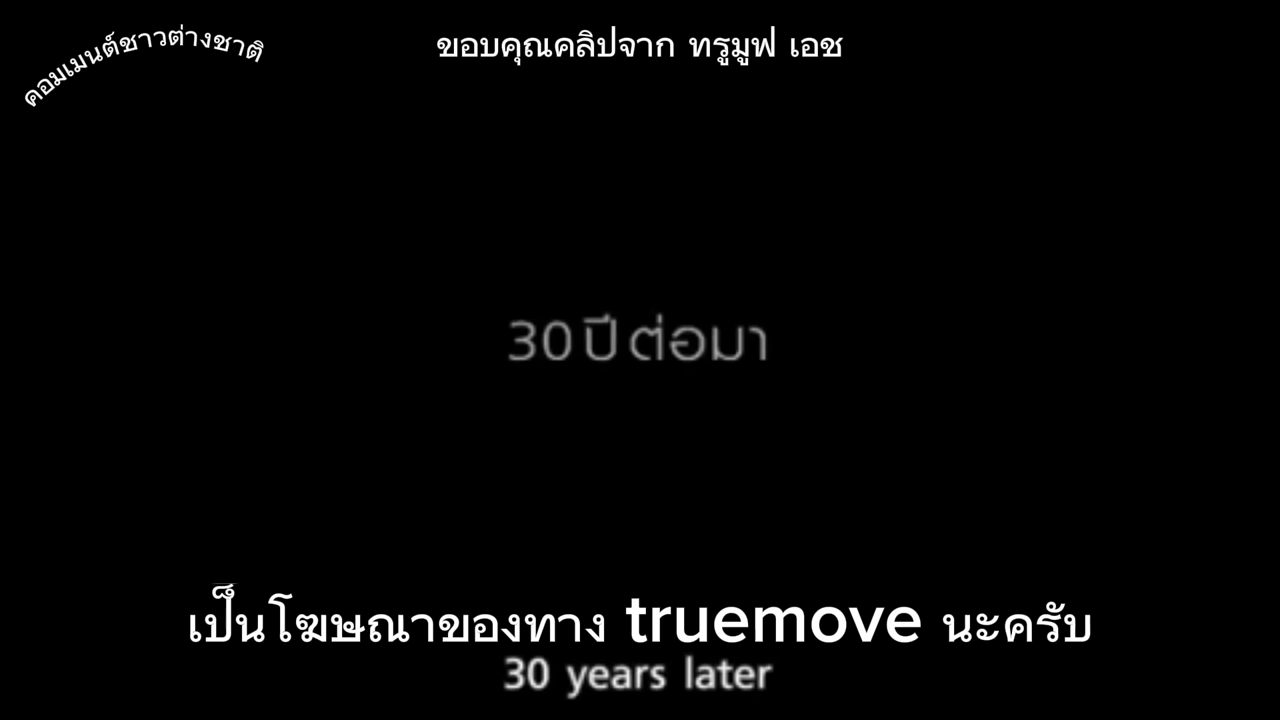 คอมเมนต์ชาวต่างชาติ
ขอบคุณคลิปจาก ทรูมูฟ เอช
30 ปี ต่อมา
เป็นโฆษณาของทาง truemove นะครับ
30 years later